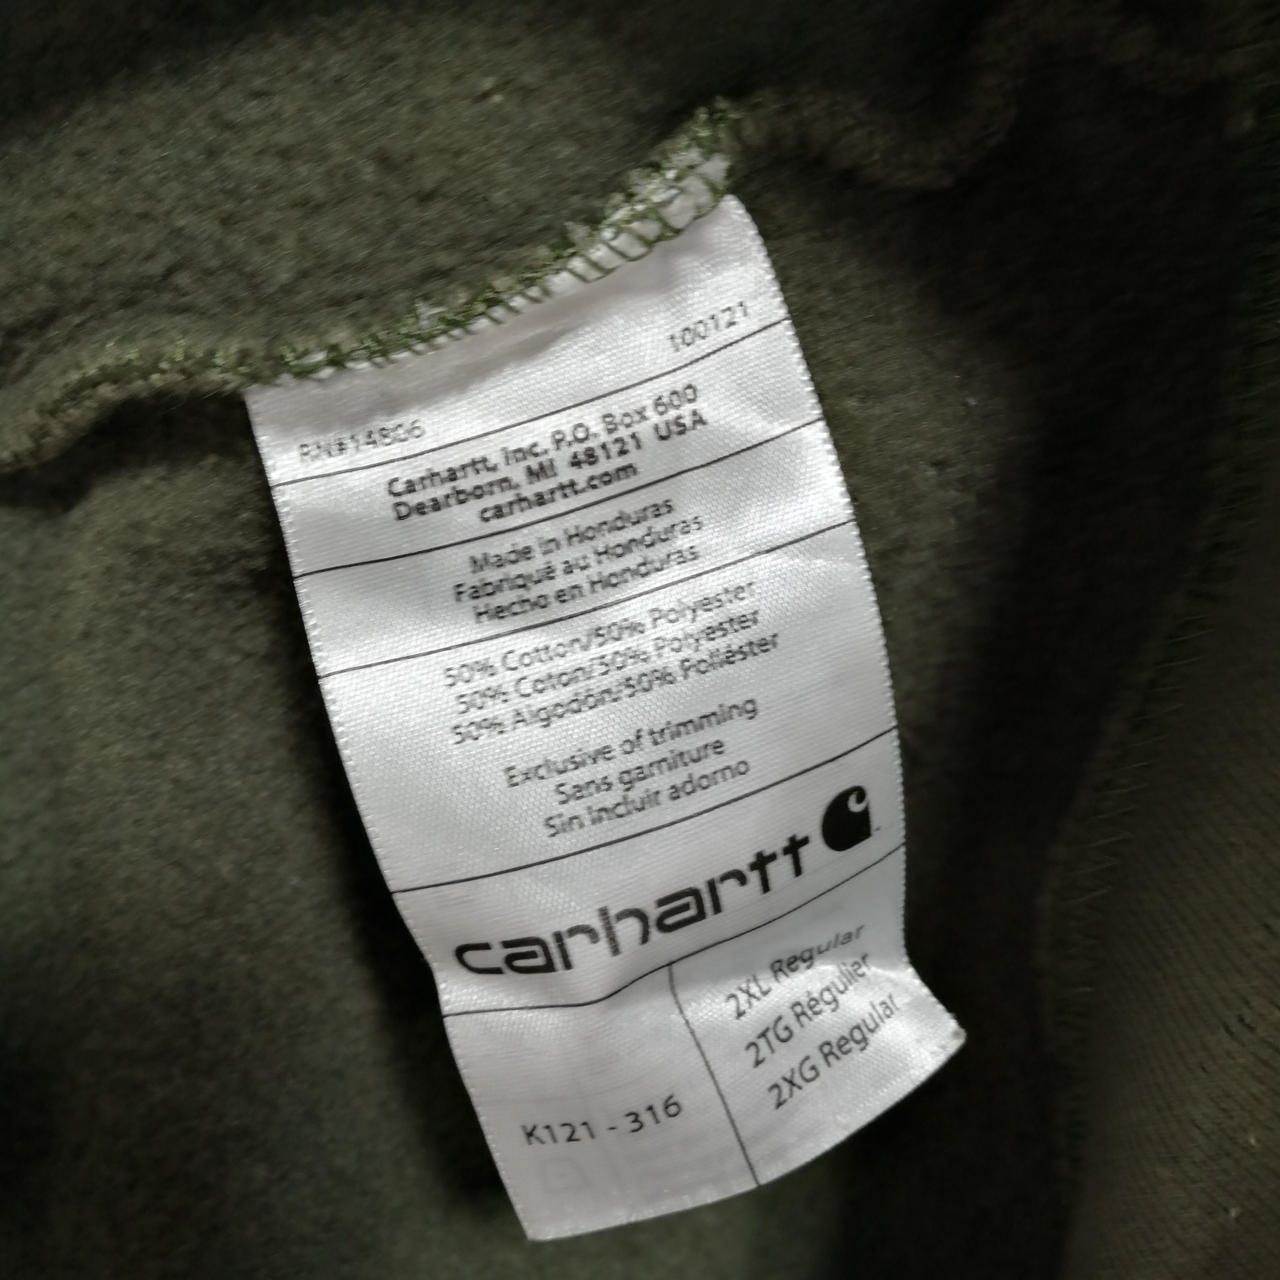 100121
RN#14806
Carhartt, Inc. P.O. Box 600
Dearborn, MI 48121 USA
carhartt.com
Made in Honduras
Fabriqué au Honduras
Hecho en Honduras
50% Cotton/50% Polyester
50% Coton/50% Polyester
50% Algodón/50% Poliéster
Exclusive of trimming
Sans garniture
Sin Incluir adorno
carhartt
2XL Regular
2TG Régulier
2XG Regular
K121 - 316